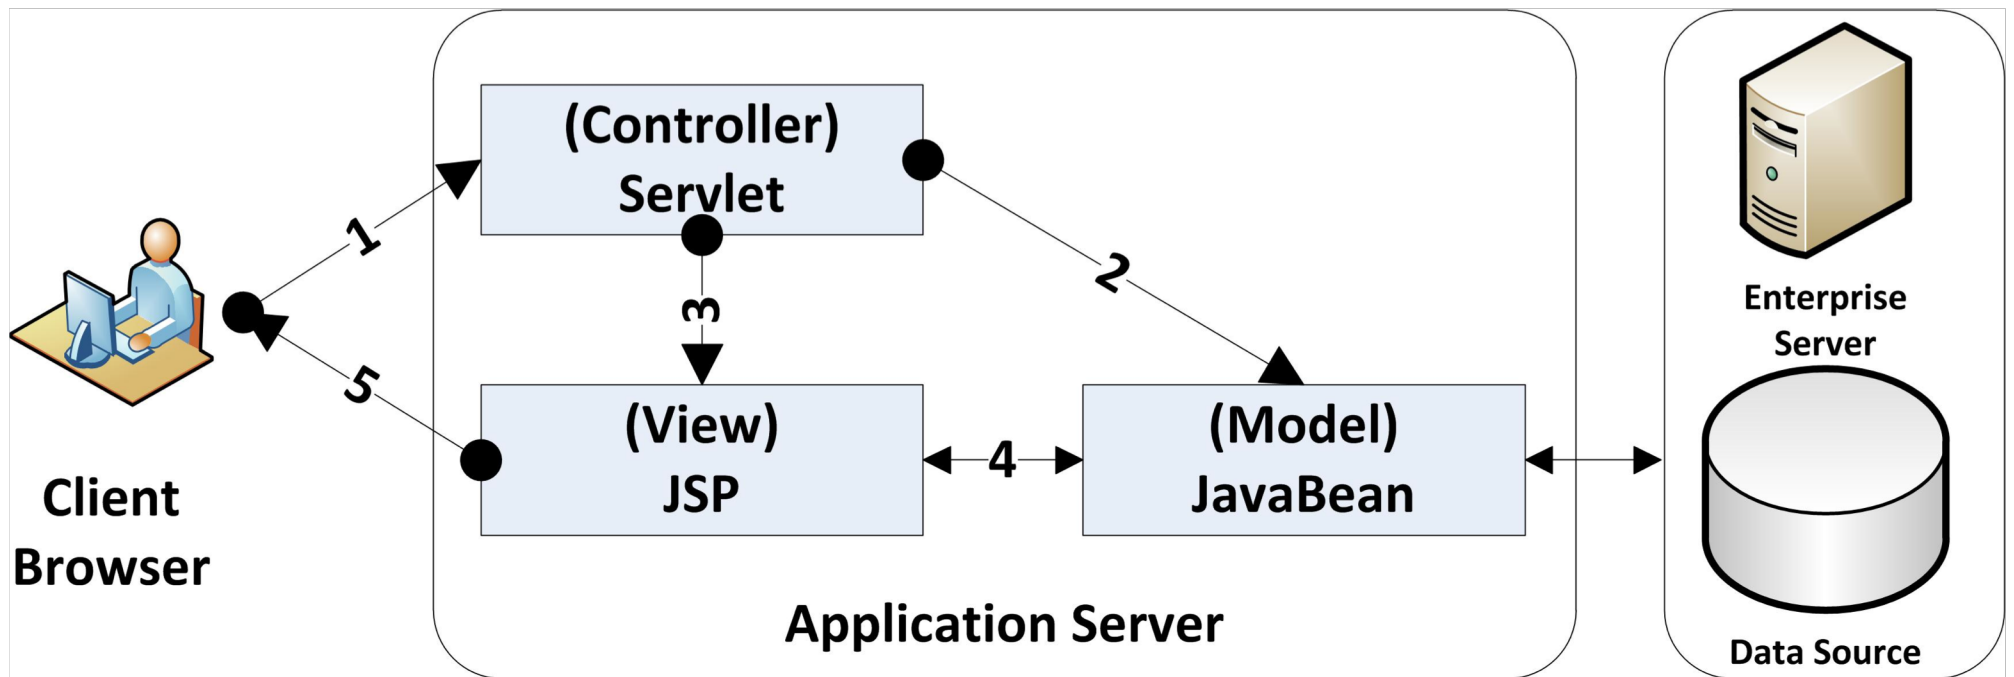 (Controller)
Servlet
1
2
3
5
(View)
JSP
4
(Model)
JavaBean
Client
Browser
Application Server
Enterprise
Server
Data Source